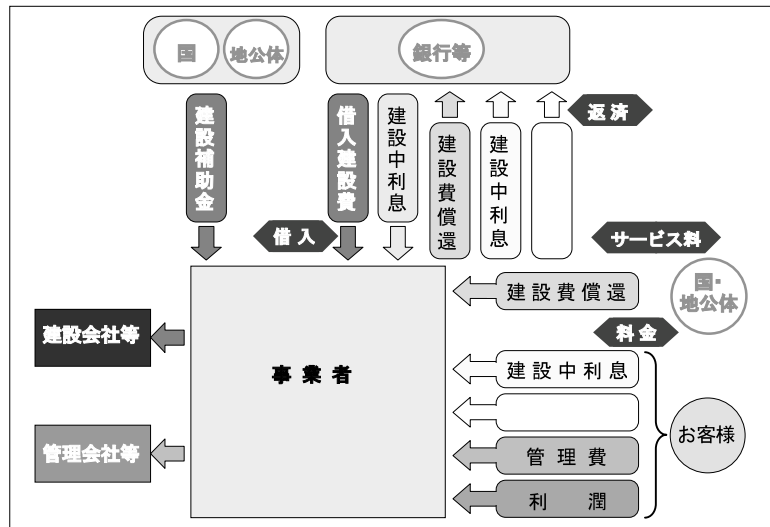 国
地公体
銀行等
建設補助金
借入建設費
建設中利息
建設費償還
建設中利息
返済
借入
サービス料
建設費償還
国・
地公体
料金
建設会社等
事業者
建設中利息
お客様
管理会社等
管理費
利潤